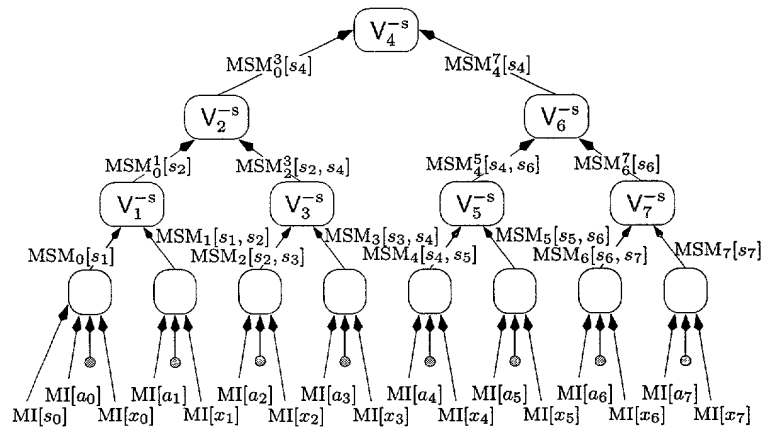 V₄⁻ˢ
MSM₀³[s₄] MSM₄⁷[s₄]
V₂⁻ˢ V₆⁻ˢ
MSM₀¹[s₂] MSM₂³[s₂, s₄] MSM₄⁵[s₄, s₆] MSM₆⁷[s₆]
V₁⁻ˢ V₃⁻ˢ V₅⁻ˢ V₇⁻ˢ
MSM₁[s₁, s₂] MSM₃[s₃, s₄] MSM₅[s₅, s₆]
MSM₀[s₁] MSM₂[s₂, s₃] MSM₄[s₄, s₅] MSM₆[s₆, s₇] MSM₇[s₇]
MI[a₀] MI[a₁] MI[a₂] MI[a₃] MI[a₄] MI[a₅] MI[a₆] MI[a₇]
MI[s₀] MI[x₀] MI[x₁] MI[x₂] MI[x₃] MI[x₄] MI[x₅] MI[x₆] MI[x₇]